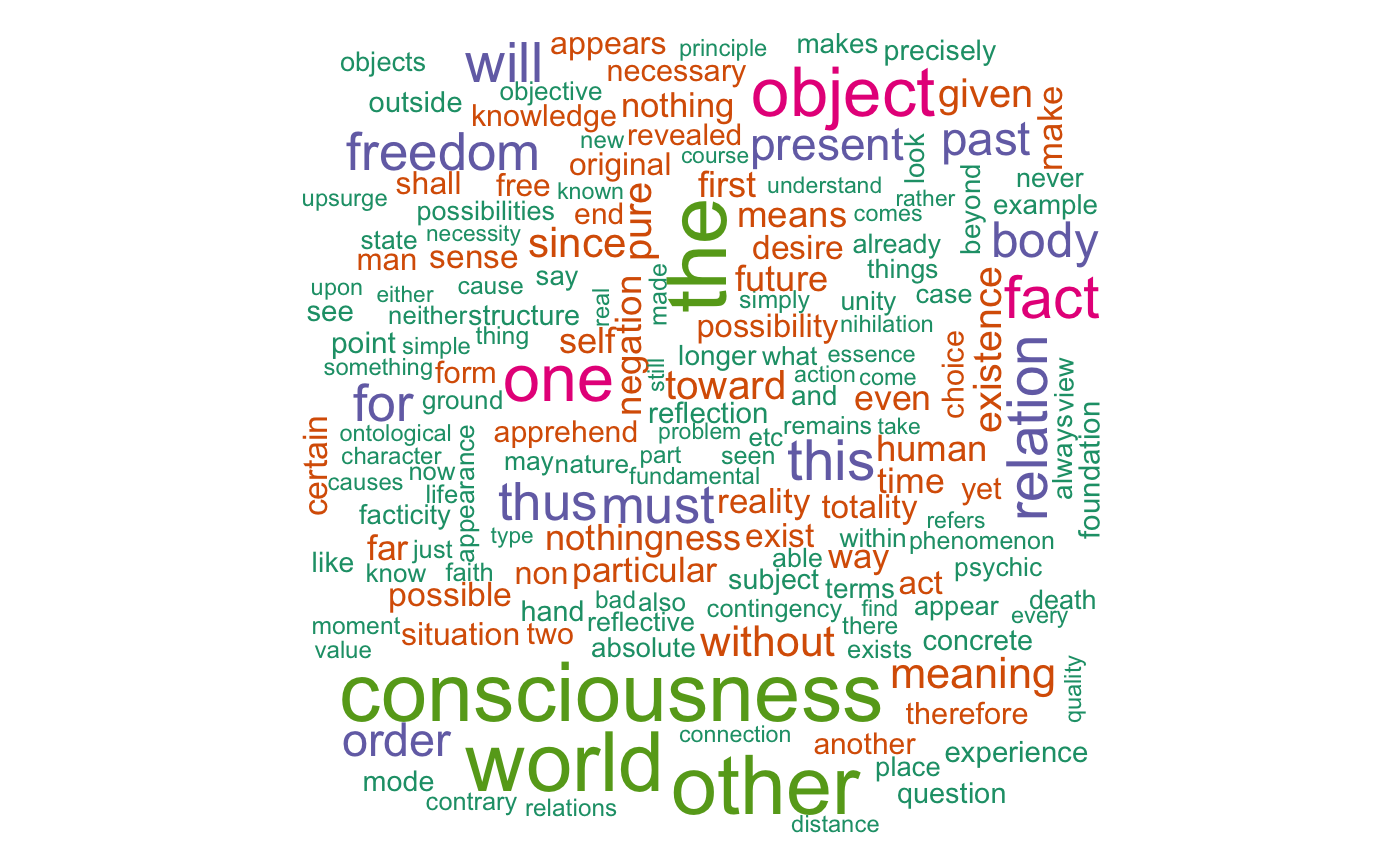 objects
will
appears
principle
makes
precisely
necessary
outside
objective
knowledge
nothing
object
given
make
freedom
new
revealed
original
course
present
past
look
upsurge
shall
free
known
pure
first
understand
rather
never
possibilities
end
the
means
comes
beyond
example
state
necessity
man
sense
since
desire
already
body
upon
either
cause
say
future
things
see
neither
structure
real
made
simply
unity
case
existence
fact
point
simple
thing
self
negation
possibility
nihilation
something
form
one
still
longer
what
essence
choice
relation
for
ground
toward
action
come
and
even
view
always
certain
ontological
apprehend
reflection
problem
etc
remains
take
foundation
character
now
appearance
may
nature
part
seen
this
human
causes
life
fundamental
time
yet
facticity
thus
must
reality
totality
refers
far
just
type
nothingness
exist
within
phenomenon
like
know
faith
non
particular
able
way
psychic
possible
hand
bad
also
subject
terms
act
moment
situation
two
reflective
contingency
find
appear
death
every
there
value
absolute
without
exists
concrete
consciousness
meaning
quality
therefore
order
world
connection
another
experience
mode
other
place
contrary
relations
question
distance